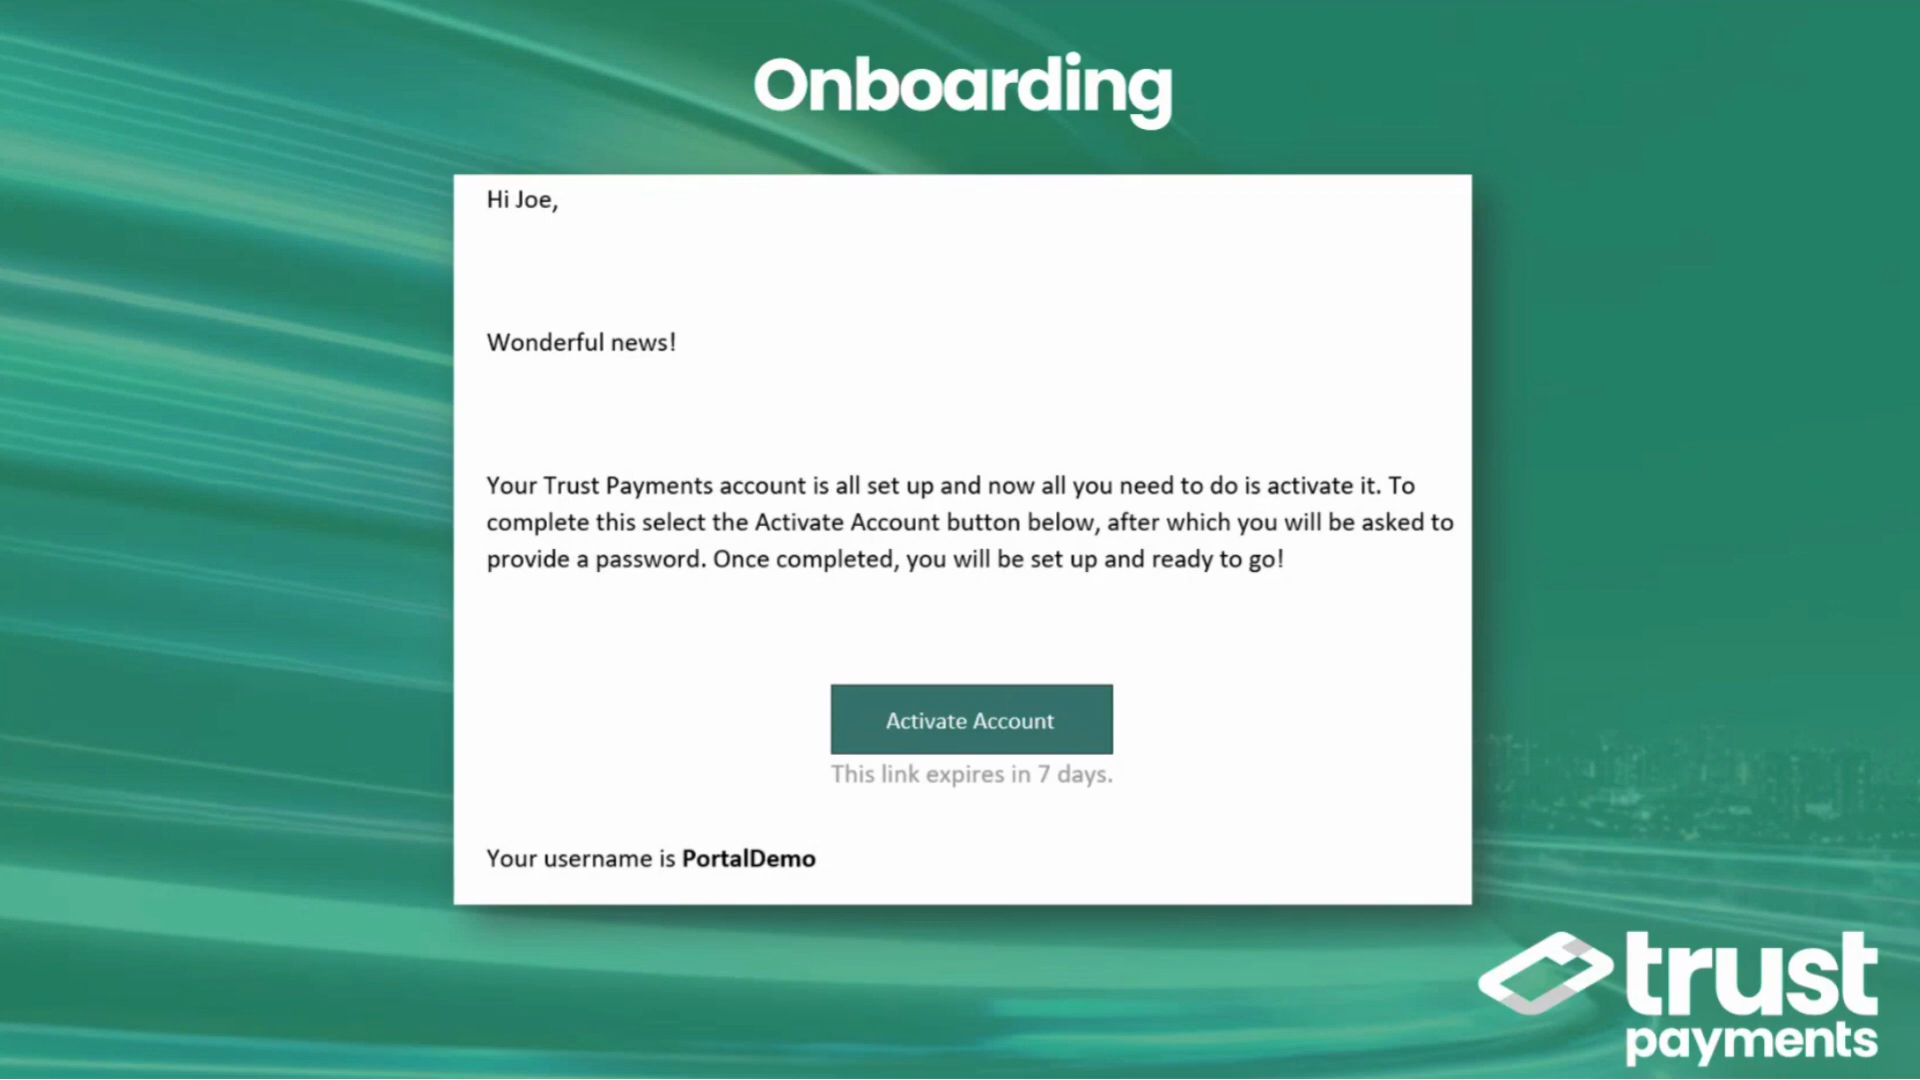 Onboarding
Hi Joe,
Wonderful news!
Your Trust Payments account is all set up and now all you need to do is activate it. To
complete this select the Activate Account button below, after which you will be asked to
provide a password. Once completed, you will be set up and ready to go!
Activate Account
This link expires in 7 days.
Your username is PortalDemo
trust
payments